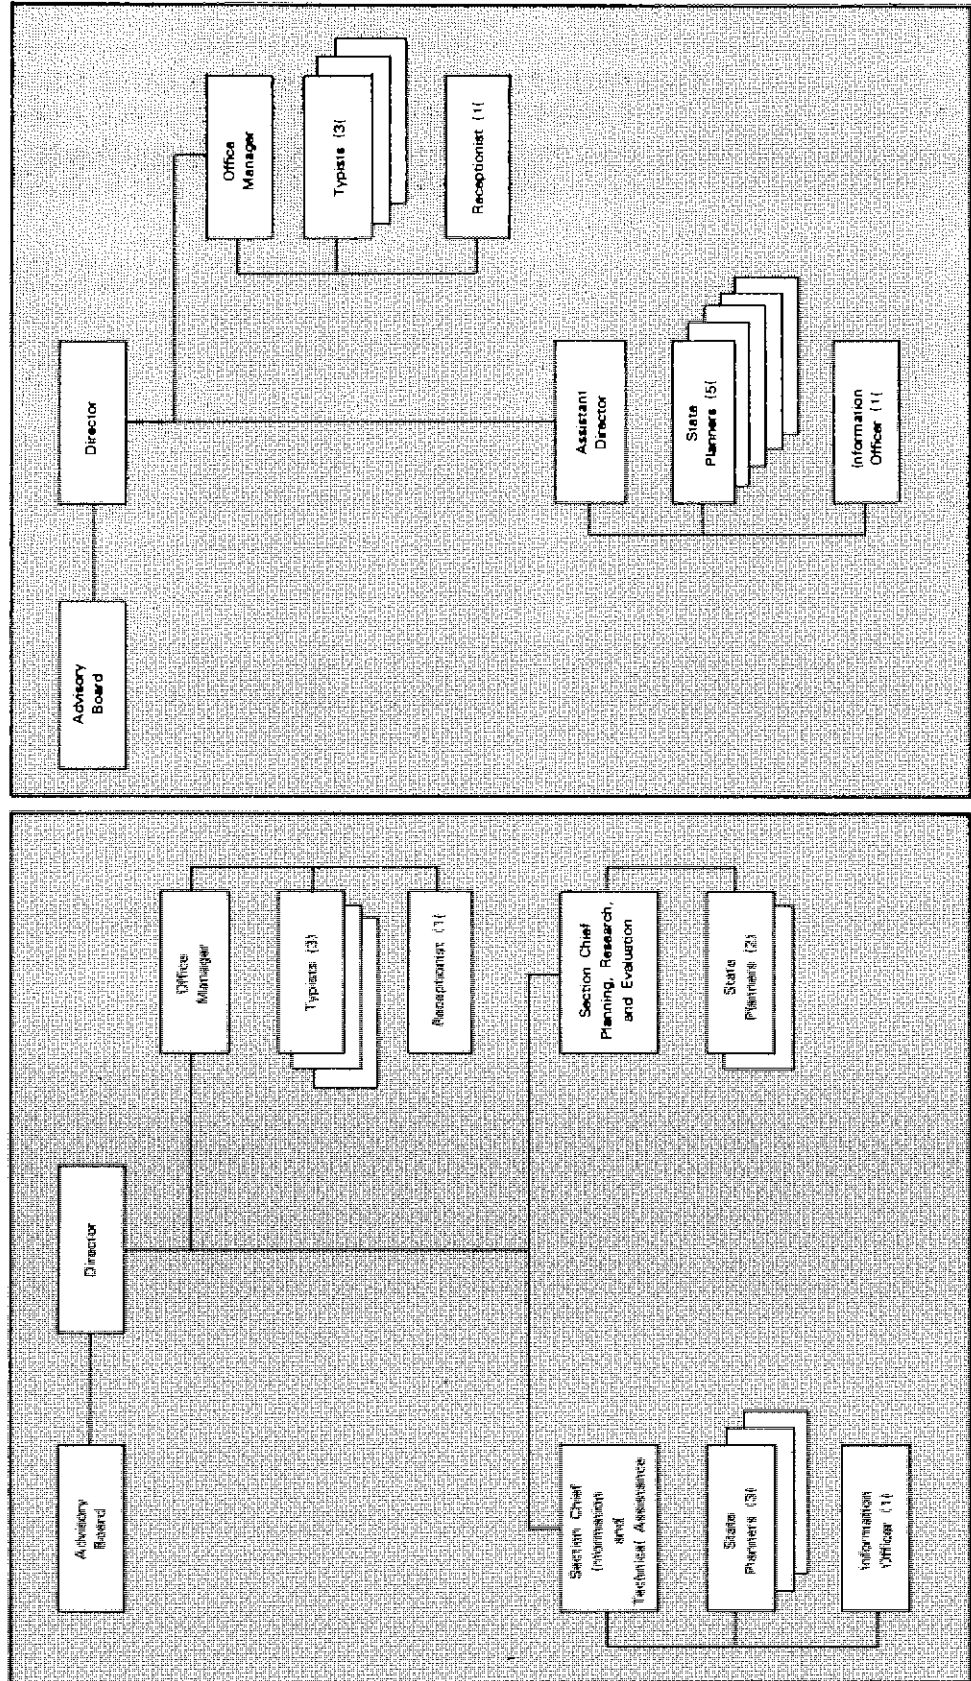 Advisory
Board
Director
Office
Manager
Typists (3)
Receptionist (1(
Section Chief
Information
and
Technical Assistance
State
Planners (3(
Information
Officer (1)
Section Chief
Planning, Research,
and Evaluation
State
Planners (2)
Advisory
Board
Director
Office
Manager
Typists (3(
Receptionist (1(
Assistant
Director
State
Planners (5(
Information
Officer (1(